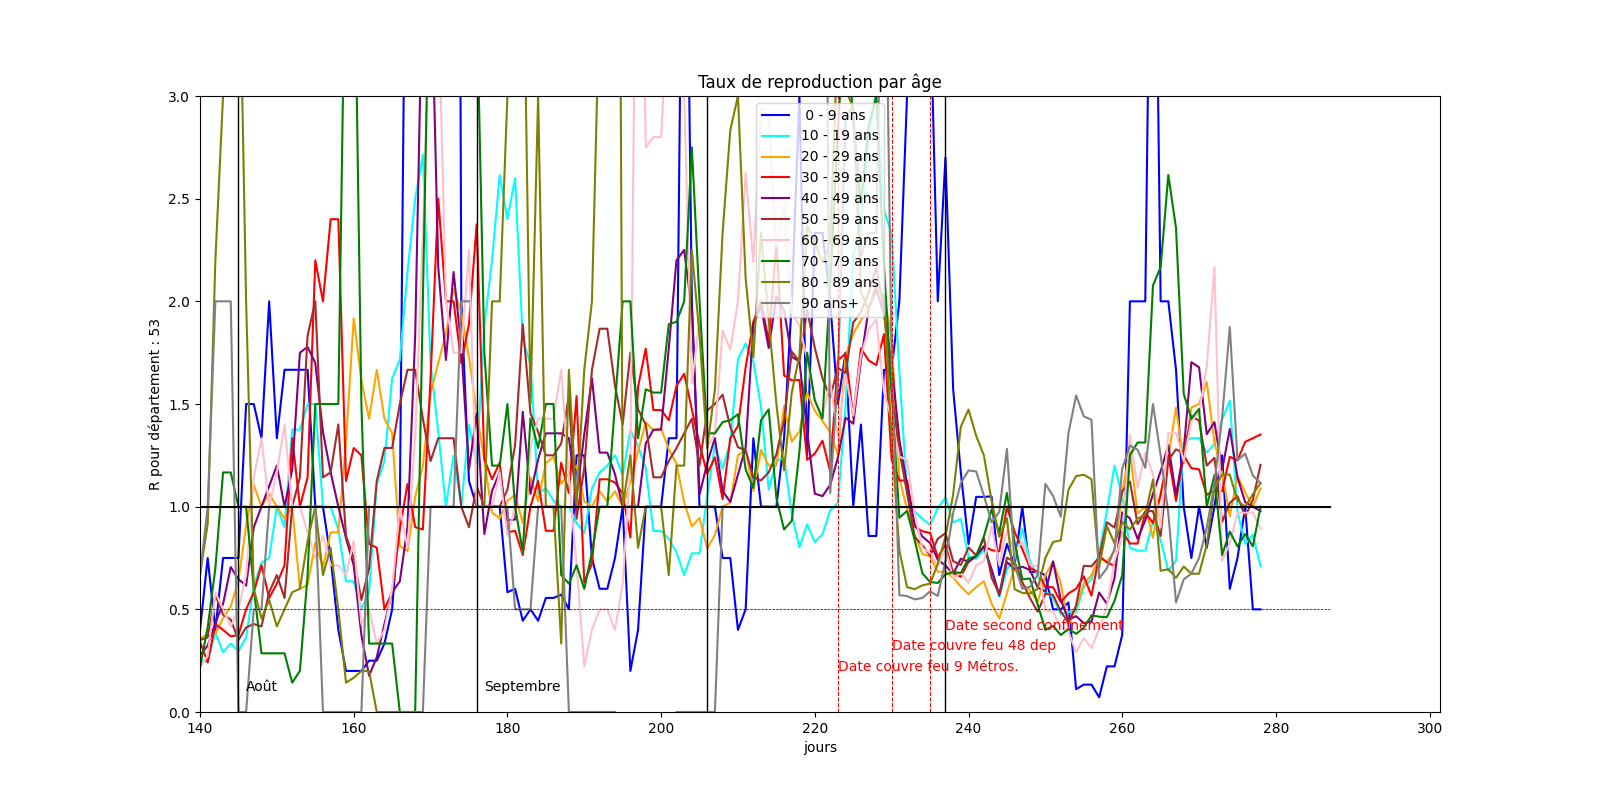 Taux de reproduction par âge
3.0
2.5
2.0
1.5
1.0
0.5
0.0
R pour département : 53
0 - 9 ans
10 - 19 ans
20 - 29 ans
30 - 39 ans
40 - 49 ans
50 - 59 ans
60 - 69 ans
70 - 79 ans
80 - 89 ans
90 ans+
Date second confinement
Date couvre feu 48 dep
Date couvre feu 9 Métros.
Août
Septembre
140
160
180
200
220
240
260
280
300
jours